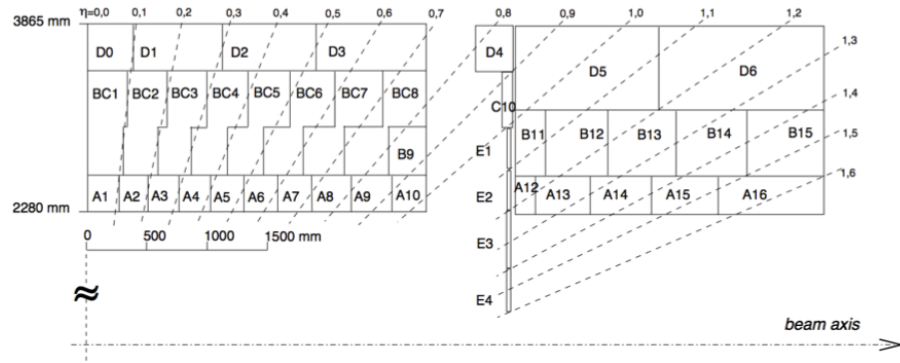 3865 mm η=0,0 0,1 0,2 0,3 0,4 0,5 0,6 0,7 0,8 0,9 1,0 1,1 1,2
1,3
D0 D1 D2 D3 D4 D5 D6
1,4
BC1 BC2 BC3 BC4 BC5 BC6 BC7 BC8 C10
1,5
B9 E1 B11 B12 B13 B14 B15
1,6
A1 A2 A3 A4 A5 A6 A7 A8 A9 A10 E2 A12 A13 A14 A15 A16
2280 mm
0 500 1000 1500 mm
E3
E4
beam axis